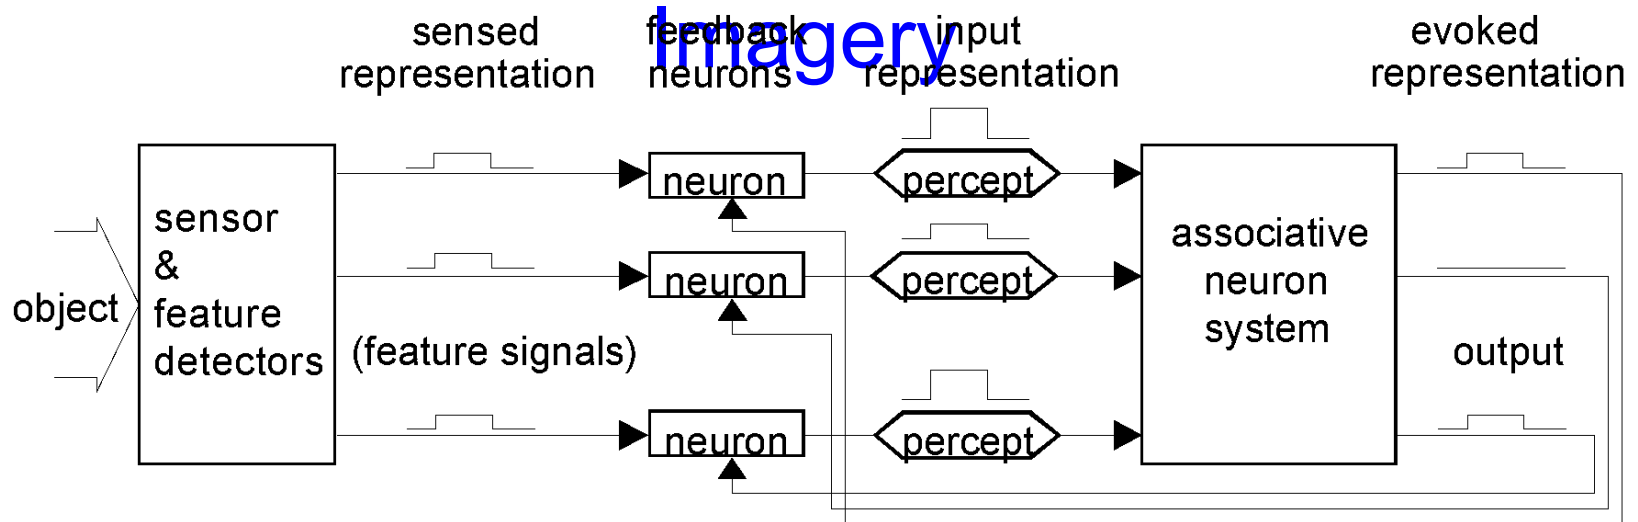 Imagery
sensed
representation
feedback
neurons
input
representation
evoked
representation
object
sensor
&
feature
detectors
(feature signals)
neuron
percept
neuron
percept
neuron
percept
associative
neuron
system
output